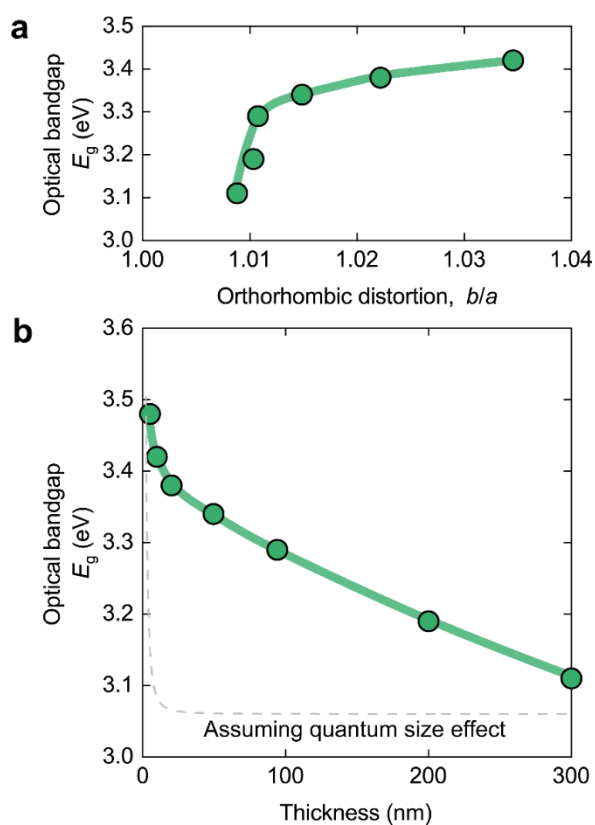 a
Optical bandgap
Eg (eV)
3.5
3.4
3.3
3.2
3.1
3.0
1.00
1.01
1.02
1.03
1.04
Orthorhombic distortion, b/a
b
Optical bandgap
Eg (eV)
3.6
3.5
3.4
3.3
3.2
3.1
3.0
Assuming quantum size effect
0
100
200
300
Thickness (nm)